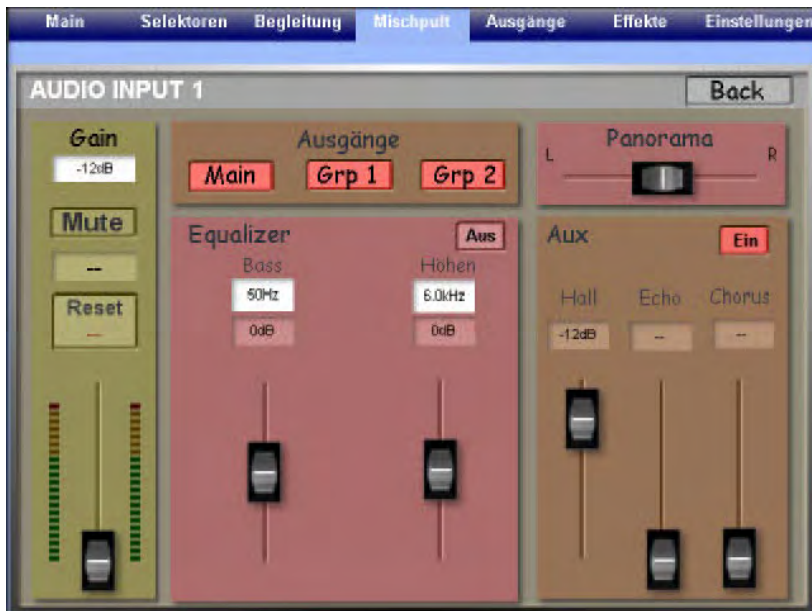 Main Selektoren Begleitung Mischpult Ausgänge Effekte Einstellungen
AUDIO INPUT 1
Back
Gain
-12dB
Mute
--
Reset
--
Ausgänge
Main Grp 1 Grp 2
Panorama
L R
Equalizer
Aus
Bass Höhen
50Hz 6.0kHz
0dB 0dB
Aux
Ein
Hall Echo Chorus
-12dB -- --